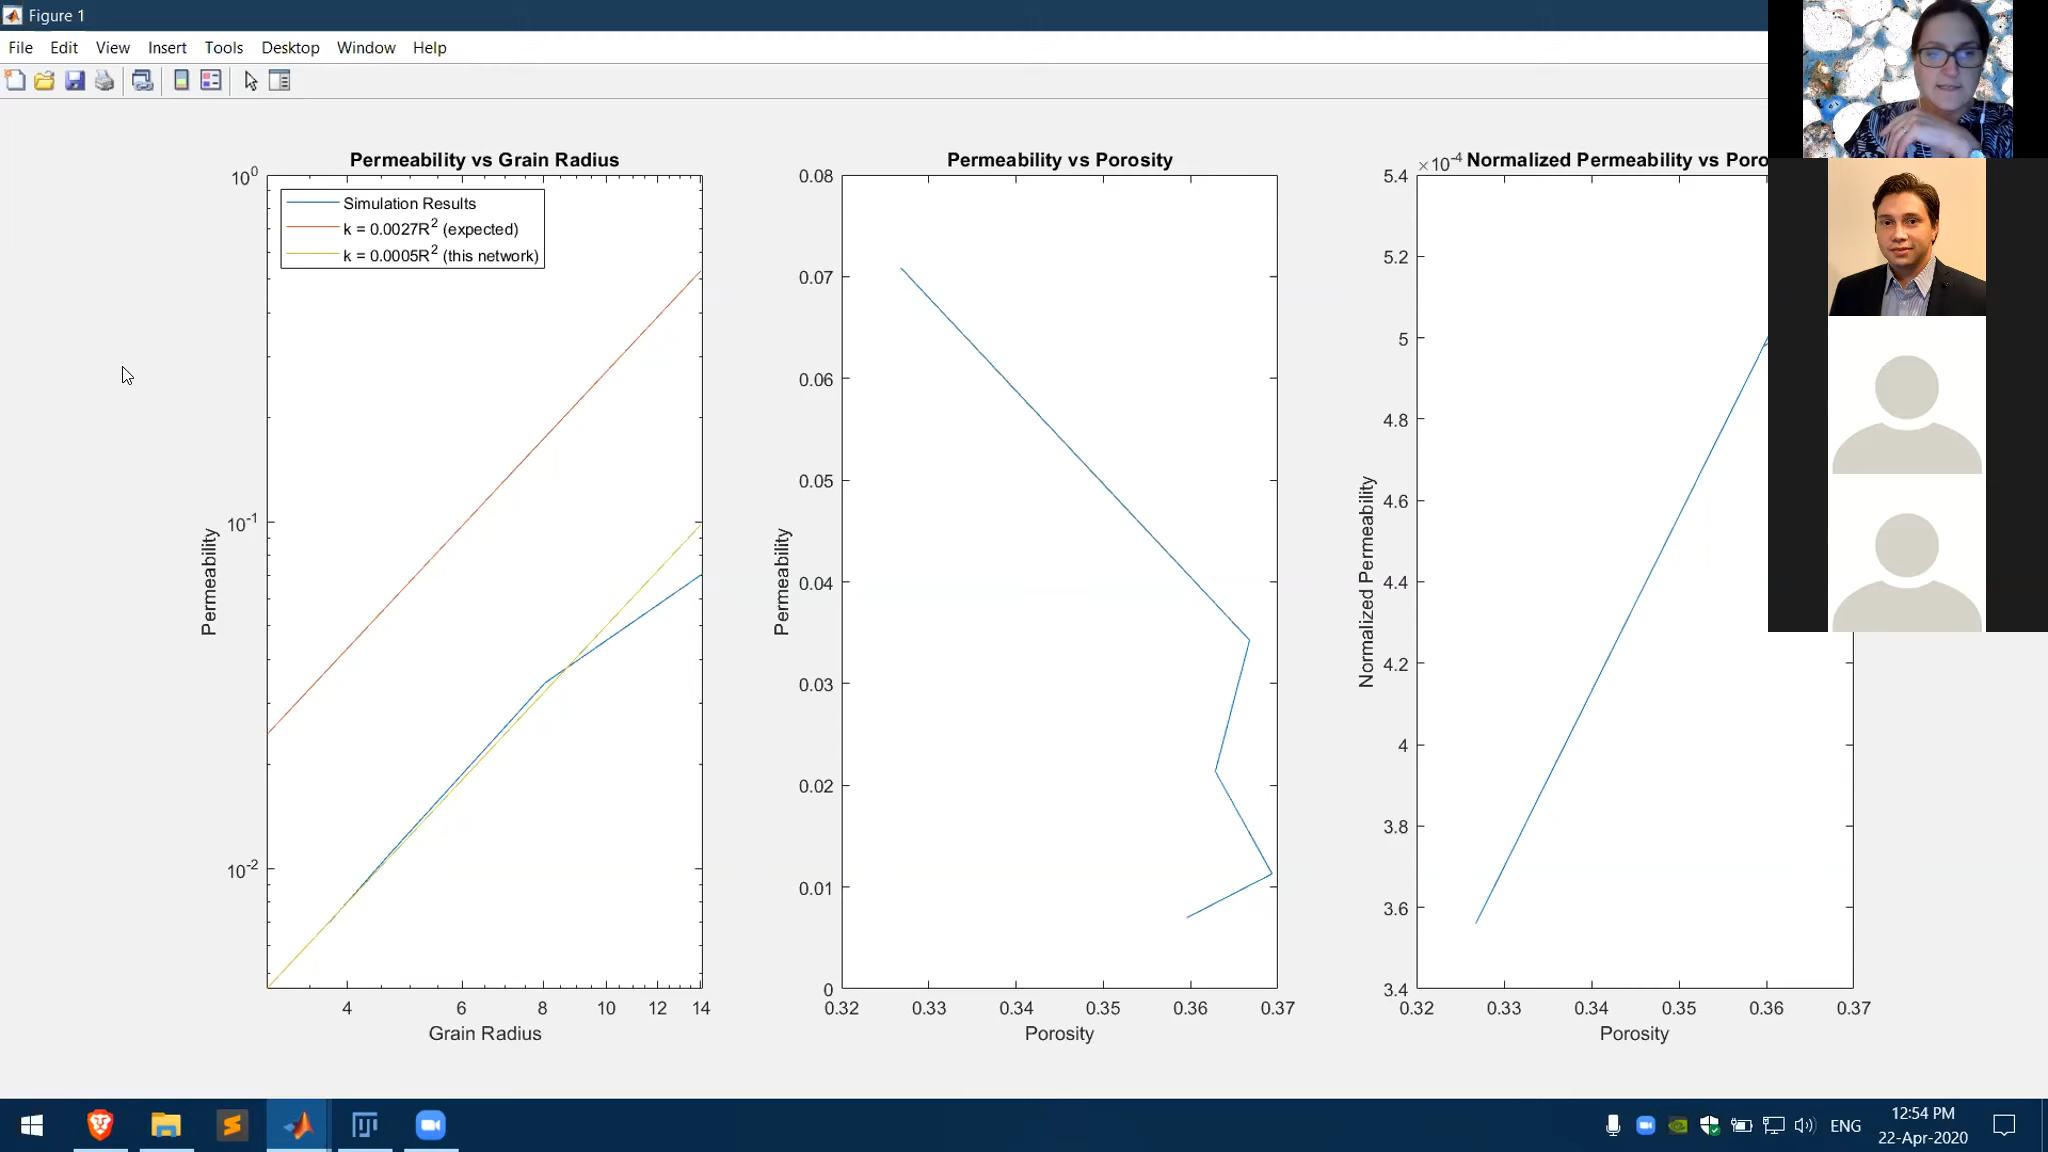 Figure 1
File Edit View Insert Tools Desktop Window Help
Permeability vs Grain Radius
10^0
10^-1
10^-2
Permeability
Simulation Results
k = 0.0027R^2 (expected)
k = 0.0005R^2 (this network)
4 6 8 10 12 14
Grain Radius
Permeability vs Porosity
0.08
0.07
0.06
0.05
0.04
0.03
0.02
0.01
0
Permeability
0.32 0.33 0.34 0.35 0.36 0.37
Porosity
×10^-4 Normalized Permeability vs Poro
5.4
5.2
5
4.8
4.6
4.4
4.2
4
3.8
3.6
3.4
Normalized Permeability
0.32 0.33 0.34 0.35 0.36 0.37
Porosity
ENG
12:54 PM
22-Apr-2020